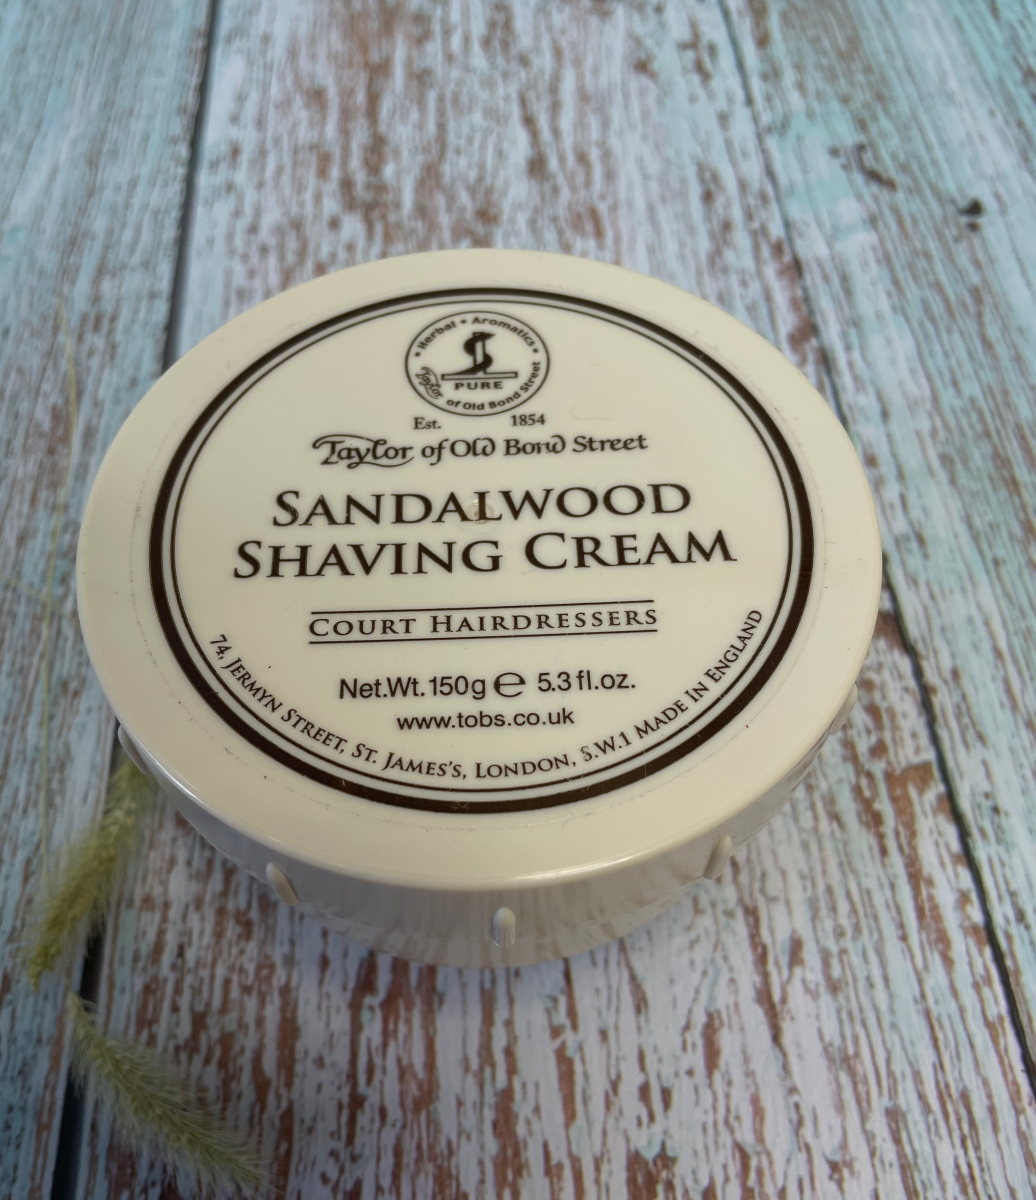 • Herbal • Aromatics •
PURE
Taylor of Old Bond Street
Est. 1854
Taylor of Old Bond Street
SANDALWOOD
SHAVING CREAM
COURT HAIRDRESSERS
Net.Wt. 150g ℮ 5.3 fl.oz.
www.tobs.co.uk
74, JERMYN STREET, ST. JAMES'S, LONDON, S.W.1 MADE IN ENGLAND